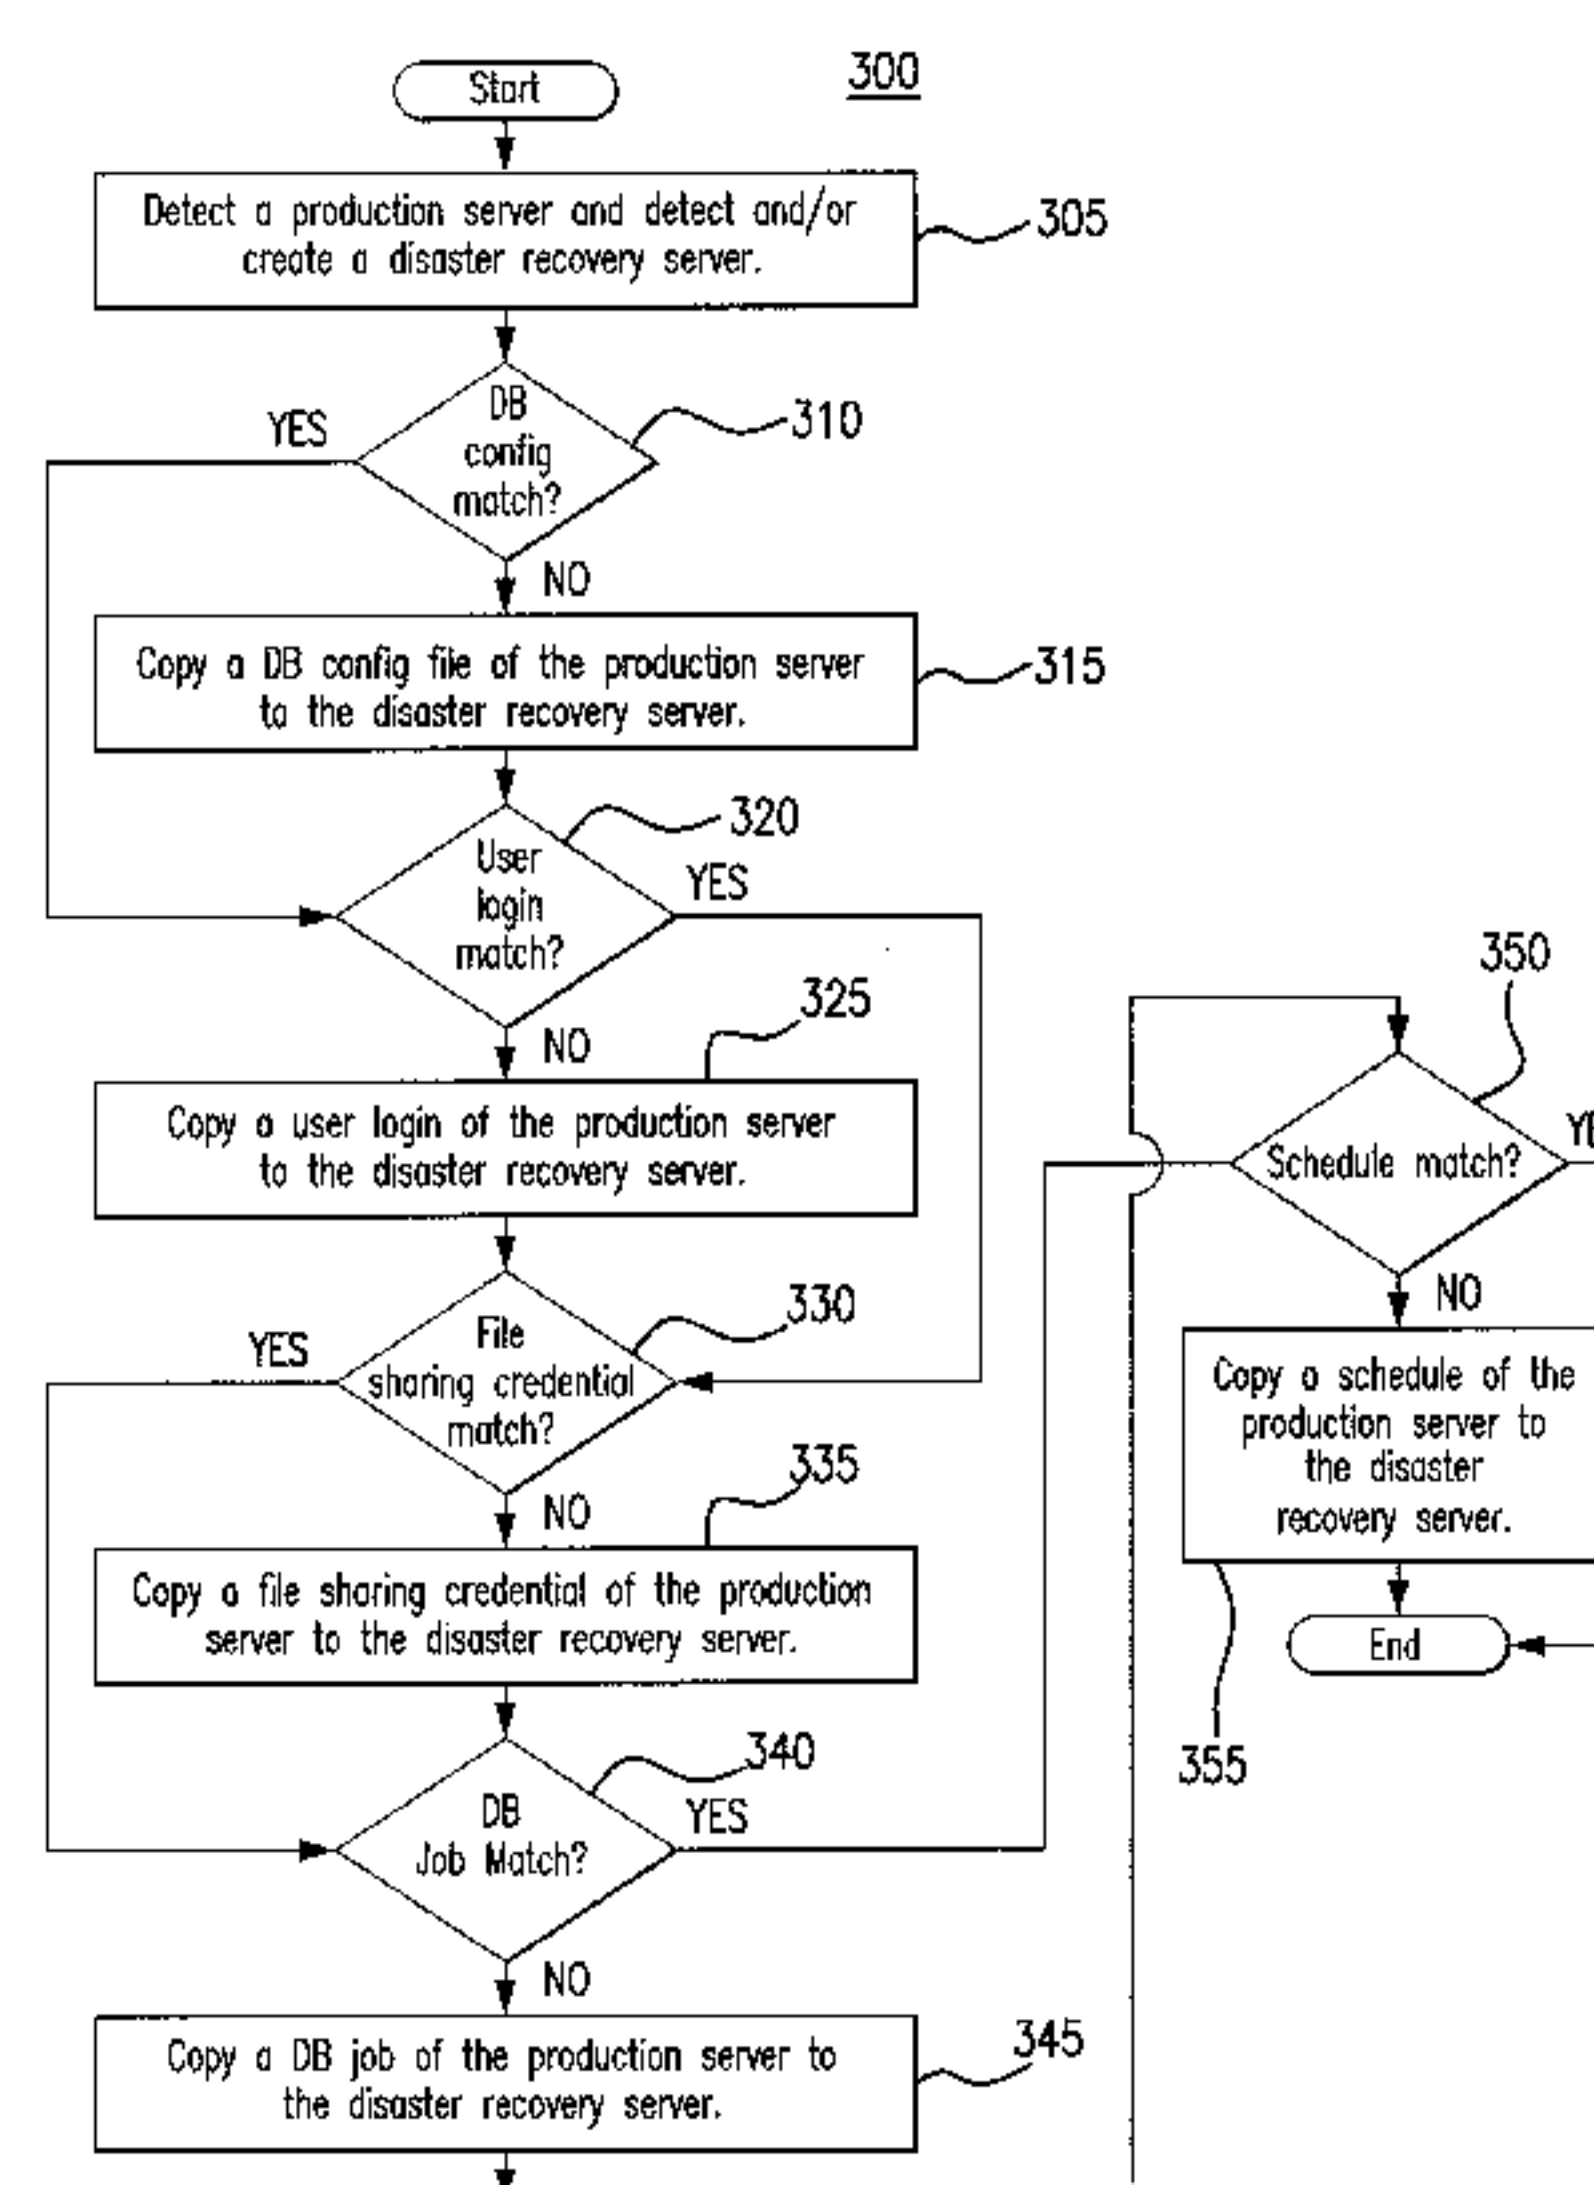 300
Start
Detect a production server and detect and/or
create a disaster recovery server.
305
DB
config
match?
310
YES
NO
Copy a DB config file of the production server
to the disaster recovery server.
315
User
login
match?
320
YES
NO
325
Copy a user login of the production server
to the disaster recovery server.
File
sharing credential
match?
330
YES
NO
335
Copy a file sharing credential of the production
server to the disaster recovery server.
DB
Job Match?
340
YES
NO
Copy a DB job of the production server to
the disaster recovery server.
345
350
Schedule match?
NO
Copy a schedule of the
production server to
the disaster
recovery server.
End
355